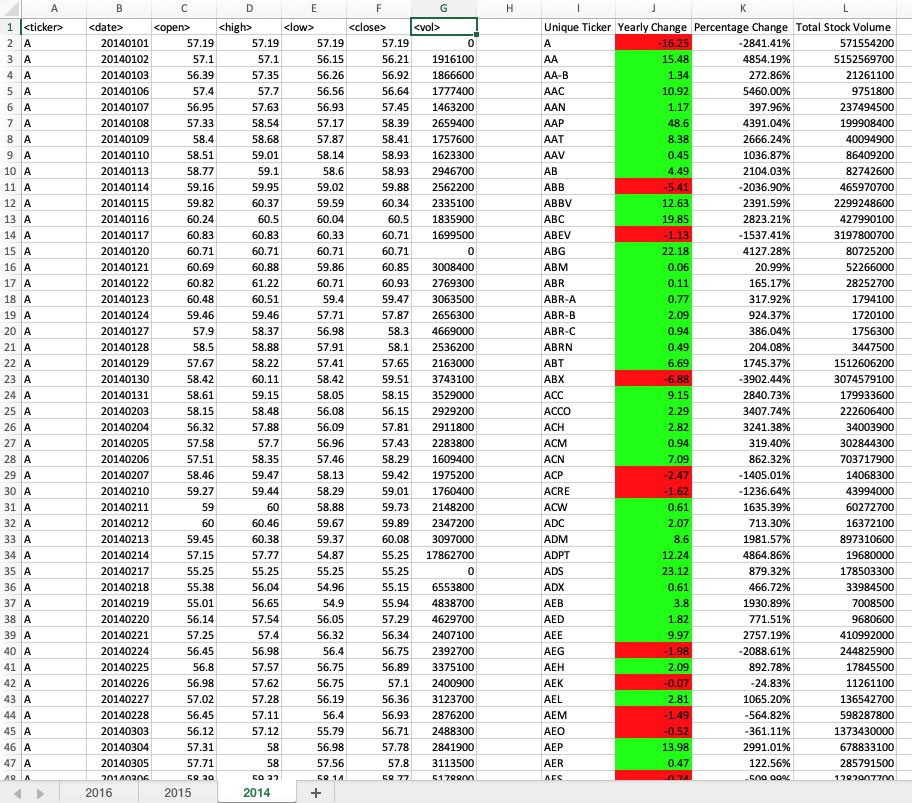 A B C D E F G H I J K L
1 <ticker> <date> <open> <high> <low> <close> <vol> Unique Ticker Yearly Change Percentage Change Total Stock Volume
2 A 20140101 57.19 57.19 57.19 57.19 0 A -16.25 -2841.41% 571554200
3 A 20140102 57.1 57.1 56.15 56.21 1916100 AA 15.48 4854.19% 5152569700
4 A 20140103 56.39 57.35 56.26 56.92 1866600 AA-B 1.34 272.86% 21261100
5 A 20140106 57.4 57.7 56.56 56.64 1777400 AAC 10.92 5460.00% 9751800
6 A 20140107 56.95 57.63 56.93 57.45 1463200 AAN 1.17 397.96% 237494500
7 A 20140108 57.33 58.54 57.17 58.39 2659400 AAP 48.6 4391.04% 199908400
8 A 20140109 58.4 58.68 57.87 58.41 1757600 AAT 8.38 2666.24% 40094900
9 A 20140110 58.51 59.01 58.14 58.93 1623300 AAV 0.45 1036.87% 86409200
10 A 20140113 58.77 59.1 58.6 58.93 2946700 AB 4.49 2104.03% 82742600
11 A 20140114 59.16 59.95 59.02 59.88 2562200 ABB -5.41 -2036.90% 465970700
12 A 20140115 59.82 60.37 59.59 60.34 2335100 ABBV 12.63 2391.59% 2299248600
13 A 20140116 60.24 60.5 60.04 60.5 1835900 ABC 19.85 2823.21% 427990100
14 A 20140117 60.83 60.83 60.33 60.71 1699500 ABEV -1.13 -1537.41% 3197800700
15 A 20140120 60.71 60.71 60.71 60.71 0 ABG 22.18 4127.28% 80725200
16 A 20140121 60.69 60.88 59.86 60.85 3008400 ABM 0.06 20.99% 52266000
17 A 20140122 60.82 61.22 60.71 60.93 2769300 ABR 0.11 165.17% 28252700
18 A 20140123 60.48 60.51 59.4 59.47 3063500 ABR-A 0.77 317.92% 1794100
19 A 20140124 59.46 59.46 57.71 57.87 2656300 ABR-B 2.09 924.37% 1720100
20 A 20140127 57.9 58.37 56.98 58.3 4669000 ABR-C 0.94 386.04% 1756300
21 A 20140128 58.5 58.88 57.91 58.1 2536200 ABRN 0.49 204.08% 3447500
22 A 20140129 57.67 58.22 57.41 57.65 2163000 ABT 6.69 1745.37% 1512606200
23 A 20140130 58.42 60.11 58.42 59.51 3743100 ABX -6.88 -3902.44% 3074579100
24 A 20140131 58.61 59.15 58.05 58.15 3529000 ACC 9.15 2840.73% 179933600
25 A 20140203 58.15 58.48 56.08 56.15 2929200 ACCO 2.29 3407.74% 222606400
26 A 20140204 56.32 57.88 56.09 57.81 2911800 ACH 2.82 3241.38% 34003900
27 A 20140205 57.58 57.7 56.96 57.43 2283800 ACM 0.94 319.40% 302844300
28 A 20140206 57.51 58.35 57.46 58.29 1609400 ACN 7.09 862.32% 703717900
29 A 20140207 58.46 59.47 58.13 59.42 1975200 ACP -2.47 -1405.01% 14068300
30 A 20140210 59.27 59.44 58.29 59.01 1760400 ACRE -1.62 -1236.64% 43994000
31 A 20140211 59 60 58.88 59.73 2148200 ACW 0.61 1635.39% 60272700
32 A 20140212 60 60.46 59.67 59.89 2347200 ADC 2.07 713.30% 16372100
33 A 20140213 59.45 60.38 59.37 60.08 3097000 ADM 8.6 1981.57% 897310600
34 A 20140214 57.15 57.77 54.87 55.25 17862700 ADPT 12.24 4864.86% 19680000
35 A 20140217 55.25 55.25 55.25 55.25 0 ADS 23.12 879.32% 178503300
36 A 20140218 55.38 56.04 54.96 55.15 6553800 ADX 0.61 466.72% 33984500
37 A 20140219 55.01 56.65 54.9 55.94 4838700 AEB 3.8 1930.89% 7008500
38 A 20140220 56.14 57.54 56.05 57.29 4629700 AED 1.82 771.51% 9680600
39 A 20140221 57.25 57.4 56.32 56.34 2407100 AEE 9.97 2757.19% 410992000
40 A 20140224 56.45 56.98 56.4 56.75 2392700 AEG -1.98 -2088.61% 244825900
41 A 20140225 56.8 57.57 56.75 56.89 3375100 AEH 2.09 892.78% 17845500
42 A 20140226 56.98 57.62 56.75 57.1 2400900 AEK -0.07 -24.83% 11261100
43 A 20140227 57.02 57.28 56.19 56.36 3123700 AEL 2.81 1065.20% 136542700
44 A 20140228 56.45 57.11 56.4 56.93 2876200 AEM -1.49 -564.82% 598287800
45 A 20140303 56.12 57.12 55.79 56.71 2488300 AEO -0.52 -361.11% 1373430000
46 A 20140304 57.31 58 56.98 57.78 2841900 AEP 13.98 2991.01% 678833100
47 A 20140305 57.71 58 57.56 57.8 3113500 AER 0.47 122.56% 285791500
48 A 20140306 58.39 59.32 58.14 58.77 5178800 AES -0.74 -509.99% 1282907700
2016 2015 2014 +